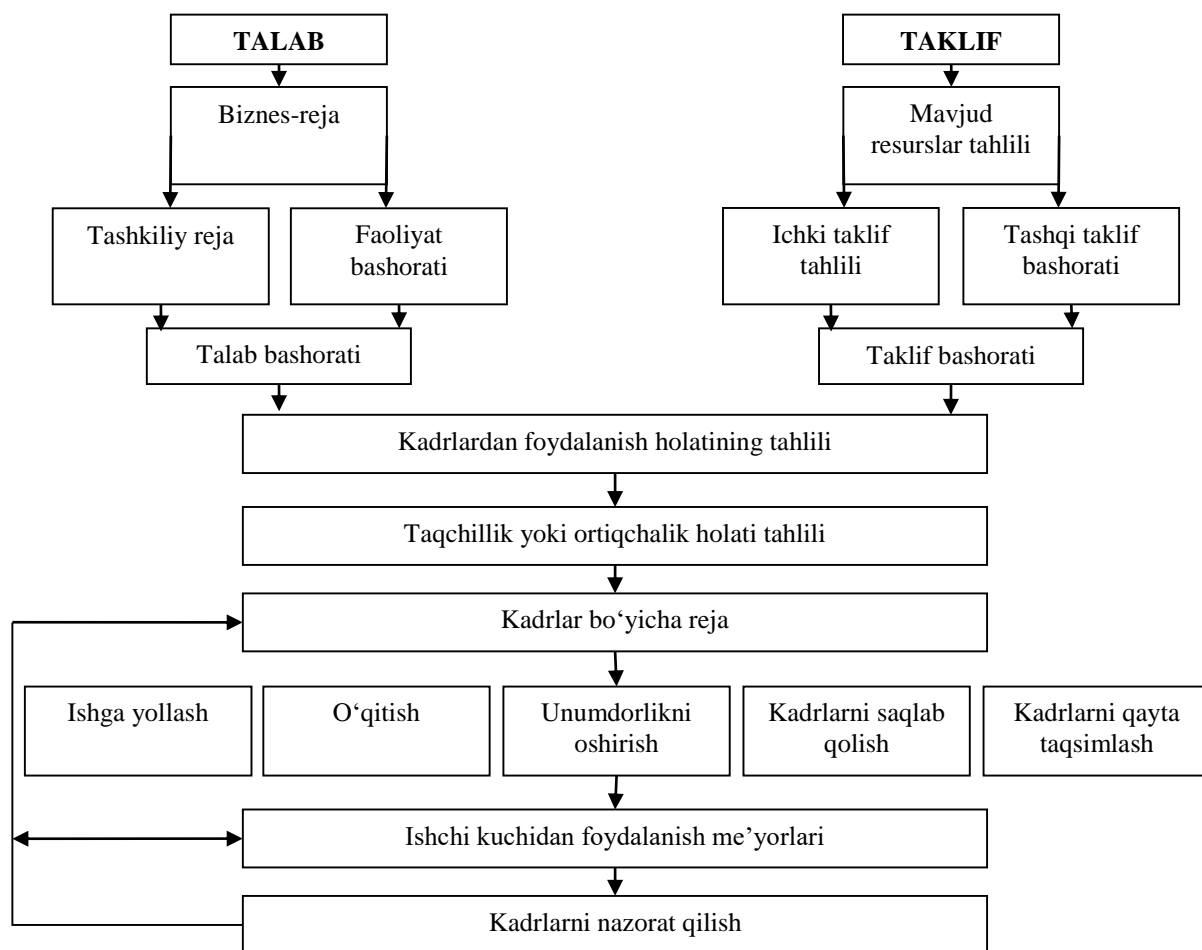 TALAB
TAKLIF
Biznes-reja
Mavjud
resurslar tahlili
Tashkiliy reja
Faoliyat
bashorati
Ichki taklif
tahlili
Tashqi taklif
bashorati
Talab bashorati
Taklif bashorati
Kadrlardan foydalanish holatining tahlili
Taqchillik yoki ortiqchalik holati tahlili
Kadrlar bo‘yicha reja
Ishga yollash
O‘qitish
Unumdorlikni
oshirish
Kadrlarni saqlab
qolish
Kadrlarni qayta
taqsimlash
Ishchi kuchidan foydalanish me’yorlari
Kadrlarni nazorat qilish